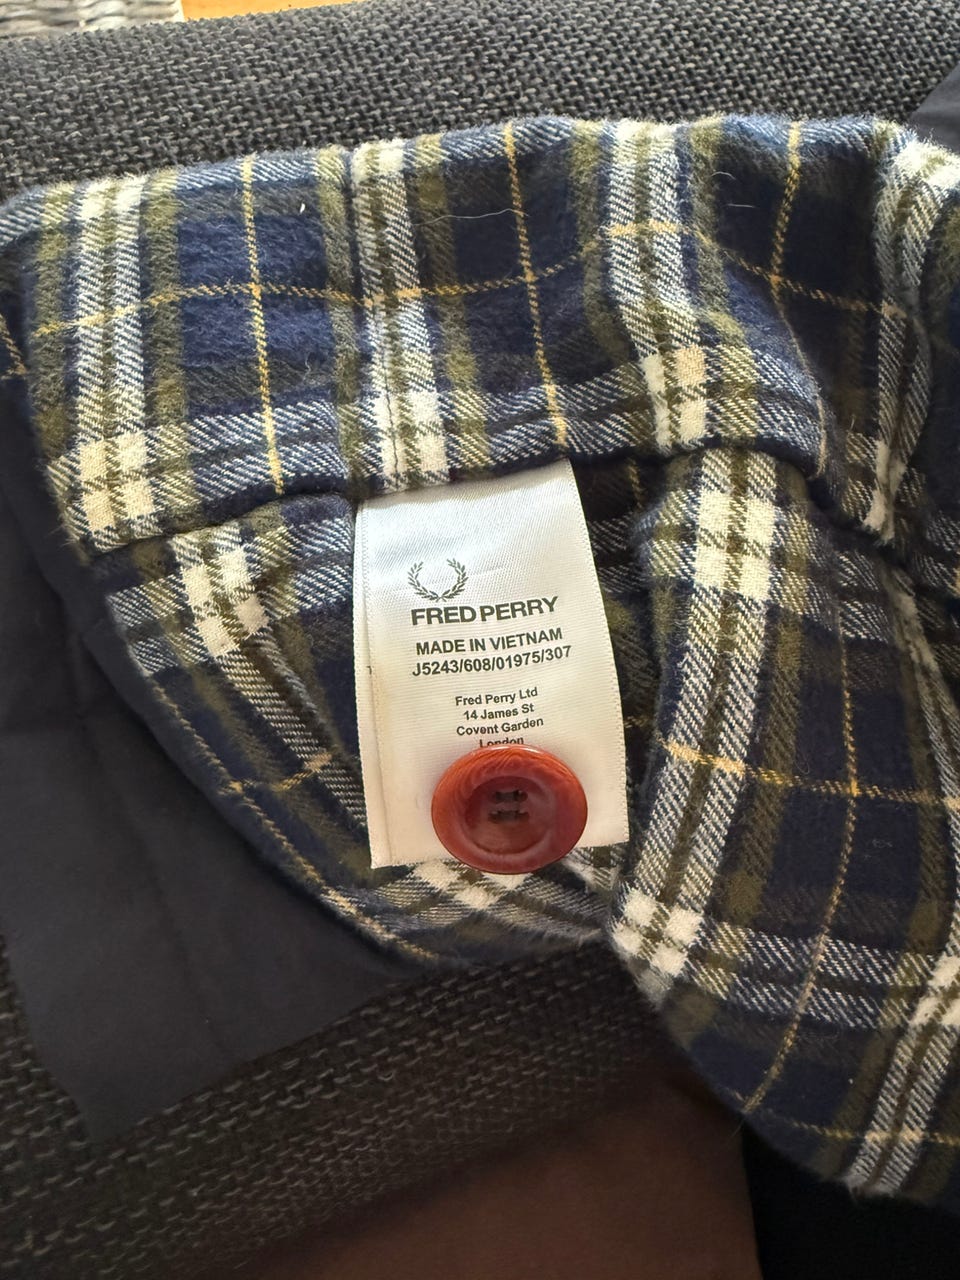 FRED PERRY
MADE IN VIETNAM
J5243/608/01975/307
Fred Perry Ltd
14 James St
Covent Garden
London